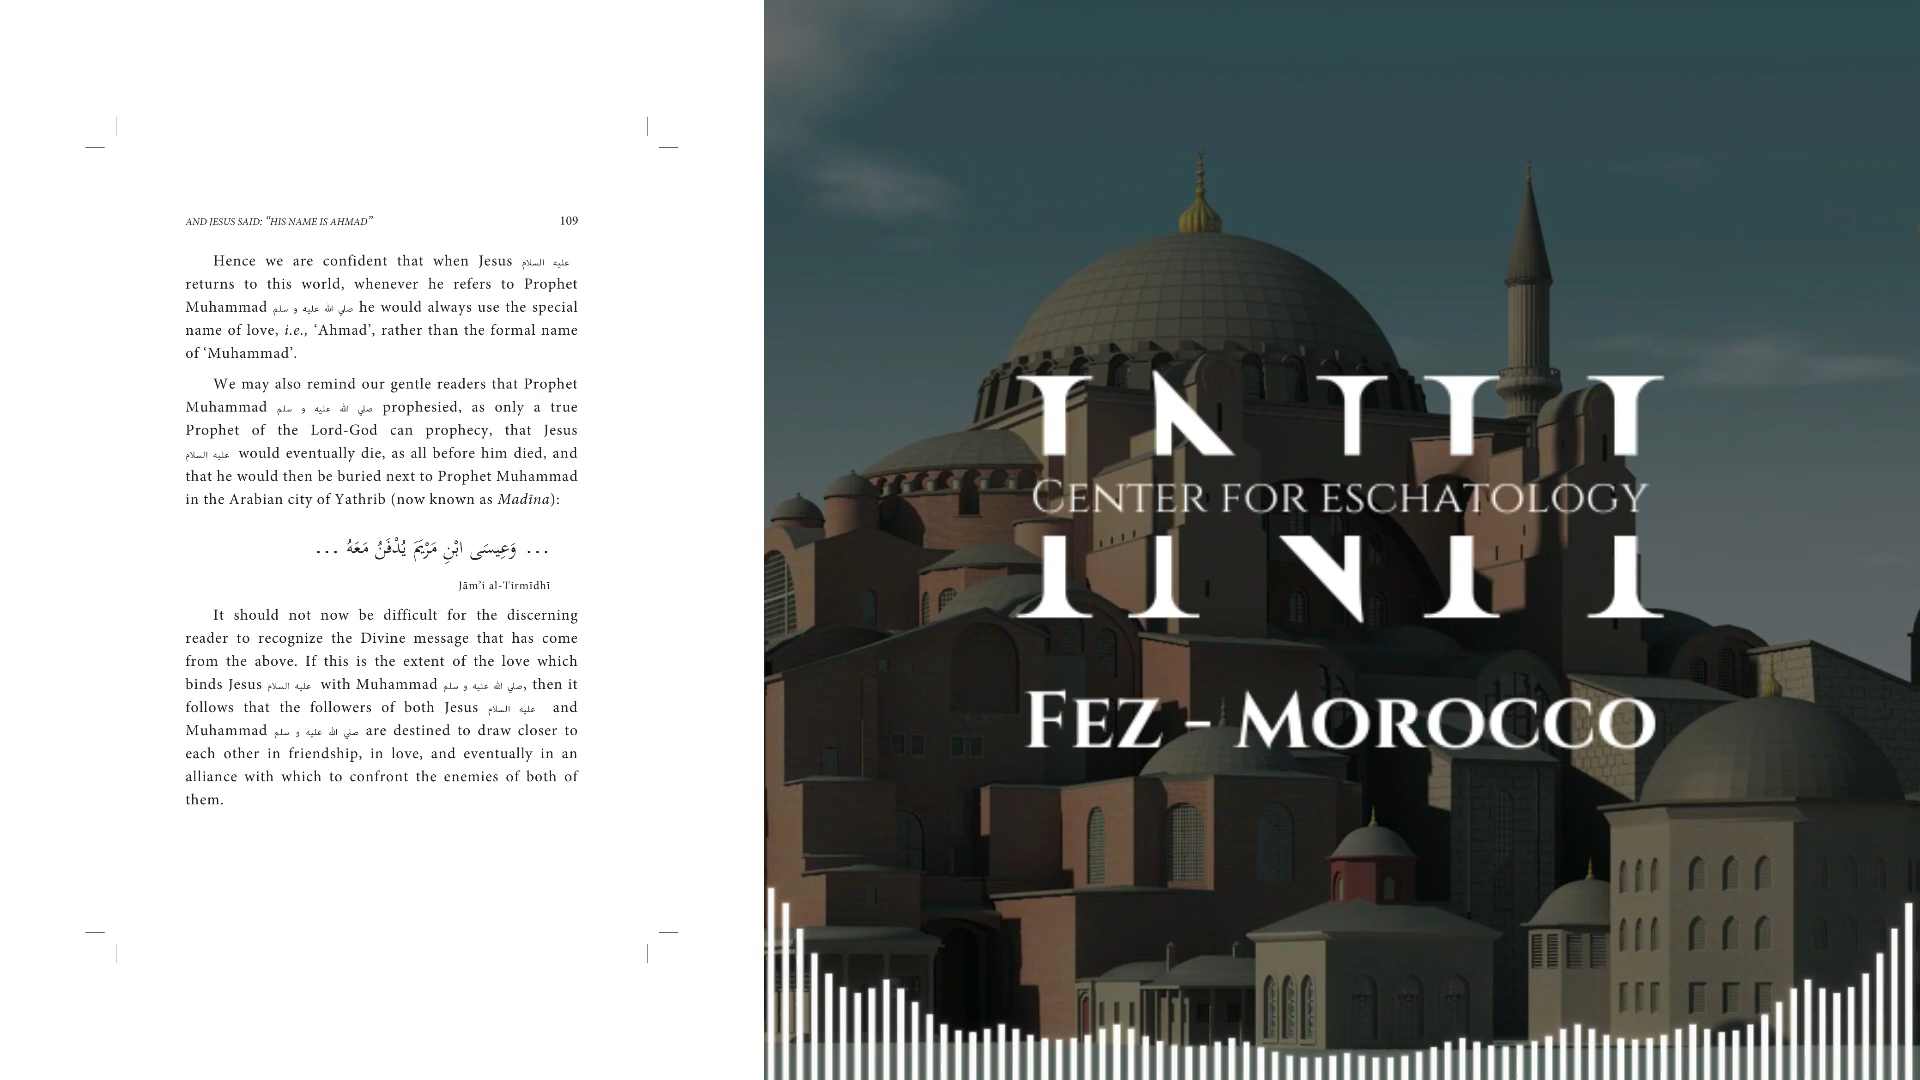 AND JESUS SAID: “HIS NAME IS AHMAD” 109
Hence we are confident that when Jesus عليه السلام
returns to this world, whenever he refers to Prophet
Muhammad صلي الله عليه و سلم he would always use the special
name of love, i.e., ‘Ahmad’, rather than the formal name
of ‘Muhammad’.
We may also remind our gentle readers that Prophet
Muhammad صلي الله عليه و سلم prophesied, as only a true
Prophet of the Lord-God can prophecy, that Jesus
عليه السلام would eventually die, as all before him died, and
that he would then be buried next to Prophet Muhammad
in the Arabian city of Yathrib (now known as Madīna):
... وَعِيسَى ابْنِ مَرْيَمَ يُدْفَنُ مَعَهُ ...
Jām’i al-Tirmīdhī
It should not now be difficult for the discerning
reader to recognize the Divine message that has come
from the above. If this is the extent of the love which
binds Jesus عليه السلام with Muhammad صلي الله عليه و سلم, then it
follows that the followers of both Jesus عليه السلام and
Muhammad صلي الله عليه و سلم are destined to draw closer to
each other in friendship, in love, and eventually in an
alliance with which to confront the enemies of both of
them.
CENTER FOR ESCHATOLOGY
FEZ - MOROCCO